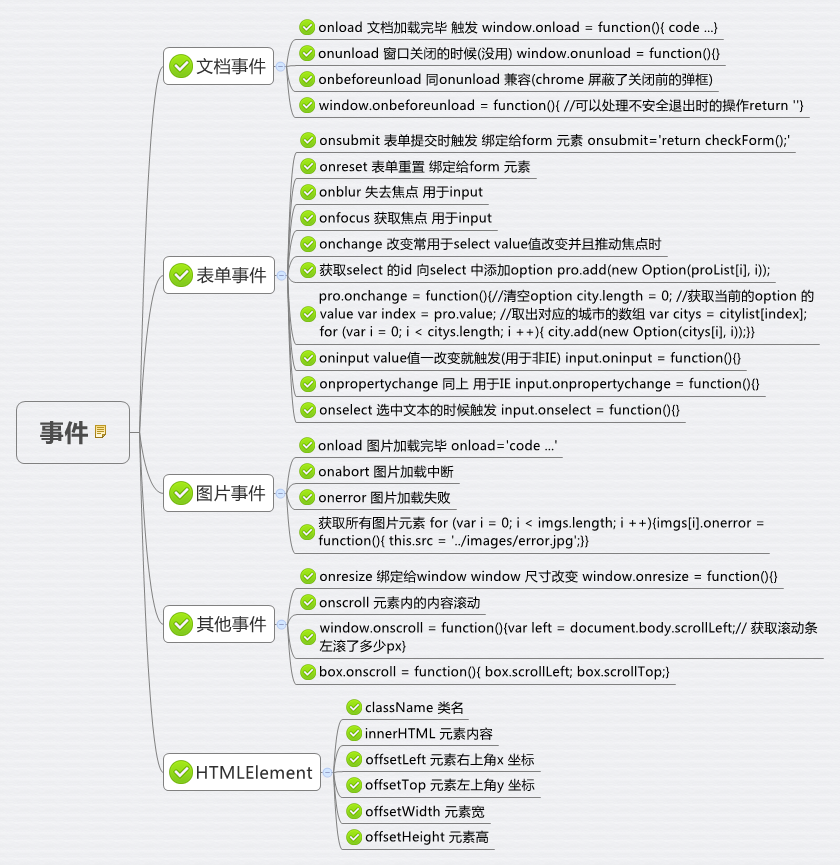 事件
文档事件
onload 文档加载完毕 触发 window.onload = function(){ code ...}
onunload 窗口关闭的时候(没用) window.onunload = function(){}
onbeforeunload 同onunload 兼容(chrome 屏蔽了关闭前的弹框)
window.onbeforeunload = function(){ //可以处理不安全退出时的操作return ''}
表单事件
onsubmit 表单提交时触发 绑定给form 元素 onsubmit='return checkForm();'
onreset 表单重置 绑定给form 元素
onblur 失去焦点 用于input
onfocus 获取焦点 用于input
onchange 改变常用于select value值改变并且推动焦点时
获取select 的id 向select 中添加option pro.add(new Option(proList[i], i));
pro.onchange = function(){//清空option city.length = 0; //获取当前的option 的
value var index = pro.value; //取出对应的城市的数组 var citys = citylist[index];
for (var i = 0; i < citys.length; i ++){ city.add(new Option(citys[i], i));}}
oninput value值一改变就触发(用于非IE) input.oninput = function(){}
onpropertychange 同上 用于IE input.onpropertychange = function(){}
onselect 选中文本的时候触发 input.onselect = function(){}
图片事件
onload 图片加载完毕 onload='code ...'
onabort 图片加载中断
onerror 图片加载失败
获取所有图片元素 for (var i = 0; i < imgs.length; i ++){imgs[i].onerror =
function(){ this.src = '../images/error.jpg';}}
其他事件
onresize 绑定给window window 尺寸改变 window.onresize = function(){}
onscroll 元素内的内容滚动
window.onscroll = function(){var left = document.body.scrollLeft;// 获取滚动条
左滚了多少px}
box.onscroll = function(){ box.scrollLeft; box.scrollTop;}
HTMLElement
className 类名
innerHTML 元素内容
offsetLeft 元素右上角x 坐标
offsetTop 元素左上角y 坐标
offsetWidth 元素宽
offsetHeight 元素高